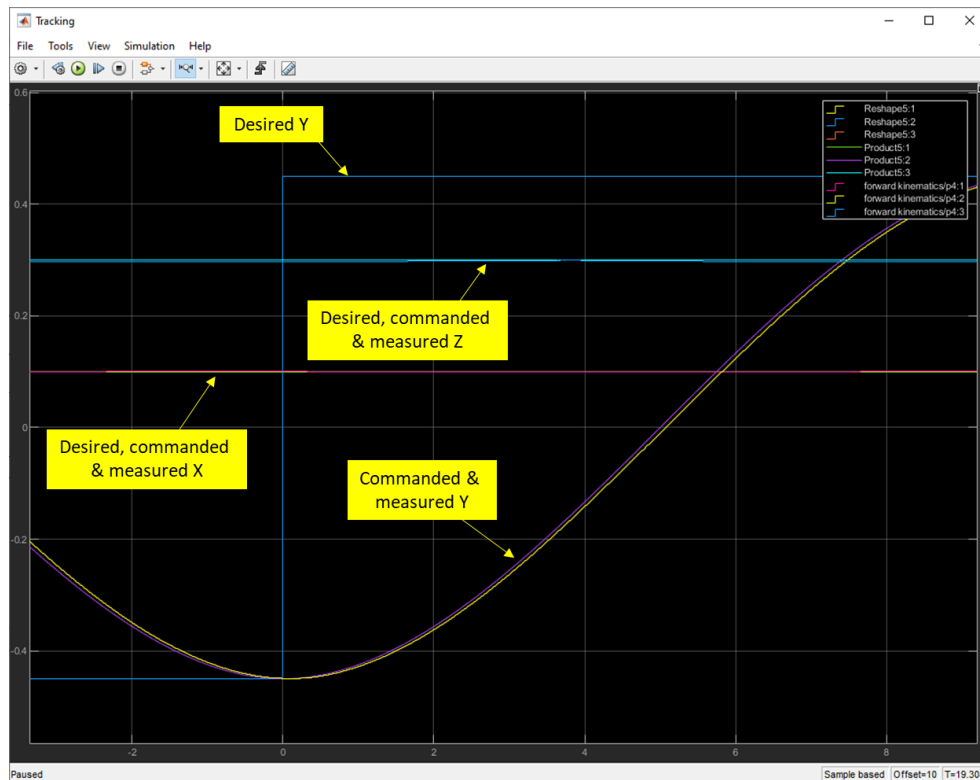 Tracking
File Tools View Simulation Help
0.6
0.4
0.2
0
-0.2
-0.4
-2
0
2
4
6
8
Desired Y
Reshape5:1
Reshape5:2
Reshape5:3
Product5:1
Product5:2
Product5:3
forward kinematics/p4:1
forward kinematics/p4:2
forward kinematics/p4:3
Desired, commanded
& measured Z
Desired, commanded
& measured X
Commanded &
measured Y
Paused
Sample based Offset=10 T=19.30